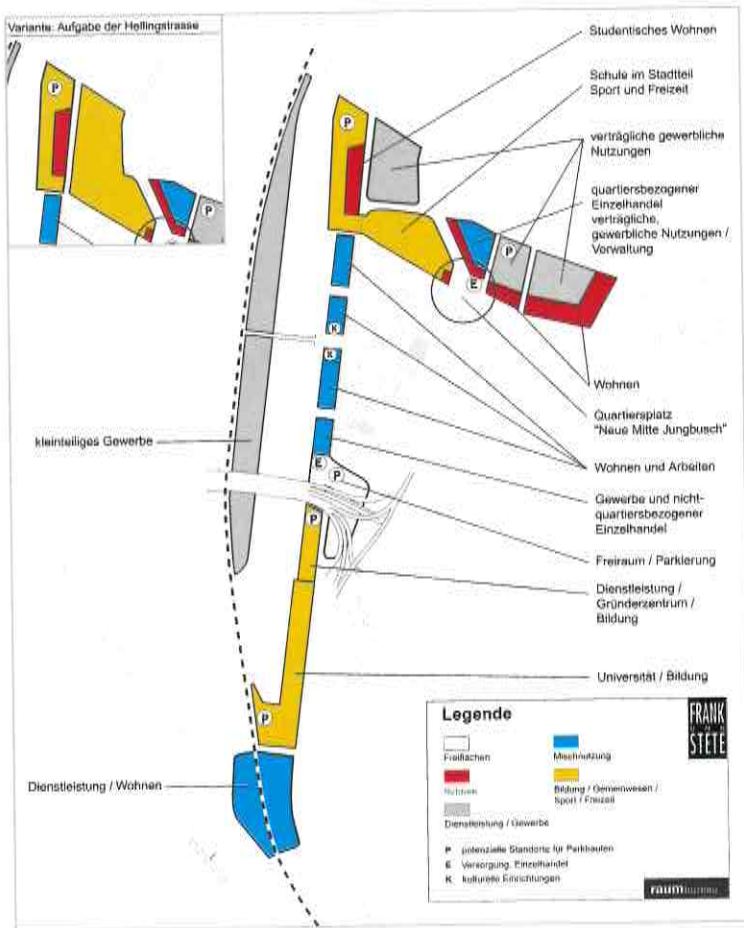 Variante: Aufgabe der Hellingstrasse
P
P
Studentisches Wohnen
Schule im Stadtteil
Sport und Freizeit
verträgliche gewerbliche
Nutzungen
quartiersbezogener
Einzelhandel
verträgliche,
gewerbliche Nutzungen /
Verwaltung
P
P
E
K
K
Wohnen
Quartiersplatz
"Neue Mitte Jungbusch"
kleinteiliges Gewerbe
Wohnen und Arbeiten
E
P
P
Gewerbe und nicht-
quartiersbezogener
Einzelhandel
Freiraum / Parkierung
Dienstleistung /
Gründerzentrum /
Bildung
Universität / Bildung
P
Dienstleistung / Wohnen
Legende
FRANK
UND
STETE
Freiflächen
Mischnutzung
Wohnen
Bildung / Gemeinwesen /
Sport / Freizeit
Dienstleistung / Gewerbe
P potenzielle Standorte für Parkbauten
E Versorgung, Einzelhandel
K kulturelle Einrichtungen
raumbureau